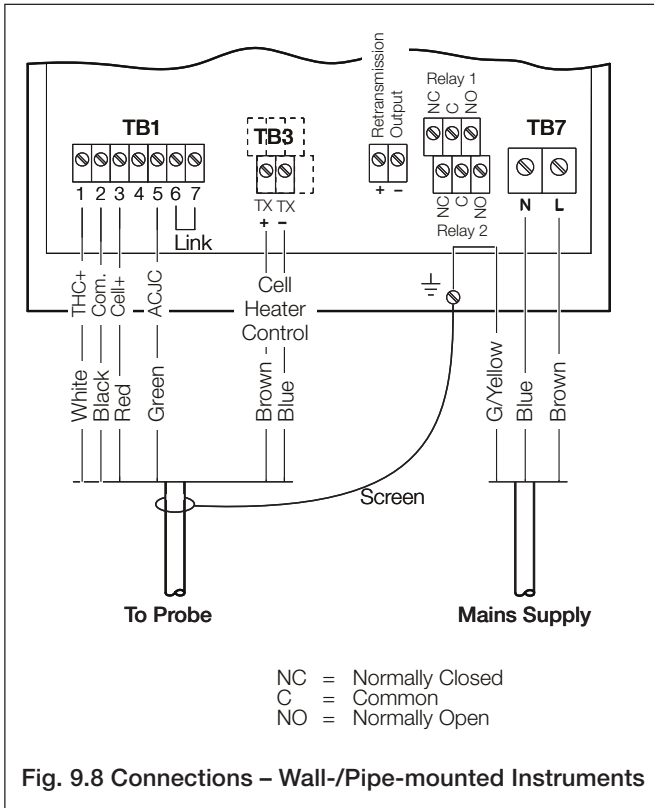 Retransmission
Output
Relay 1
NC
C
NO
TB1
TB3
TB7
1 2 3 4 5 6 7
+ −
NC
C
NO
Relay 2
TX TX
+ −
N L
Link
THC+
Com.
Cell+
ACJC
Cell
Heater
Control
White
Black
Red
Green
Brown
Blue
G/Yellow
Blue
Brown
Screen
To Probe
Mains Supply
NC = Normally Closed
C = Common
NO = Normally Open
Fig. 9.8 Connections – Wall-/Pipe-mounted Instruments